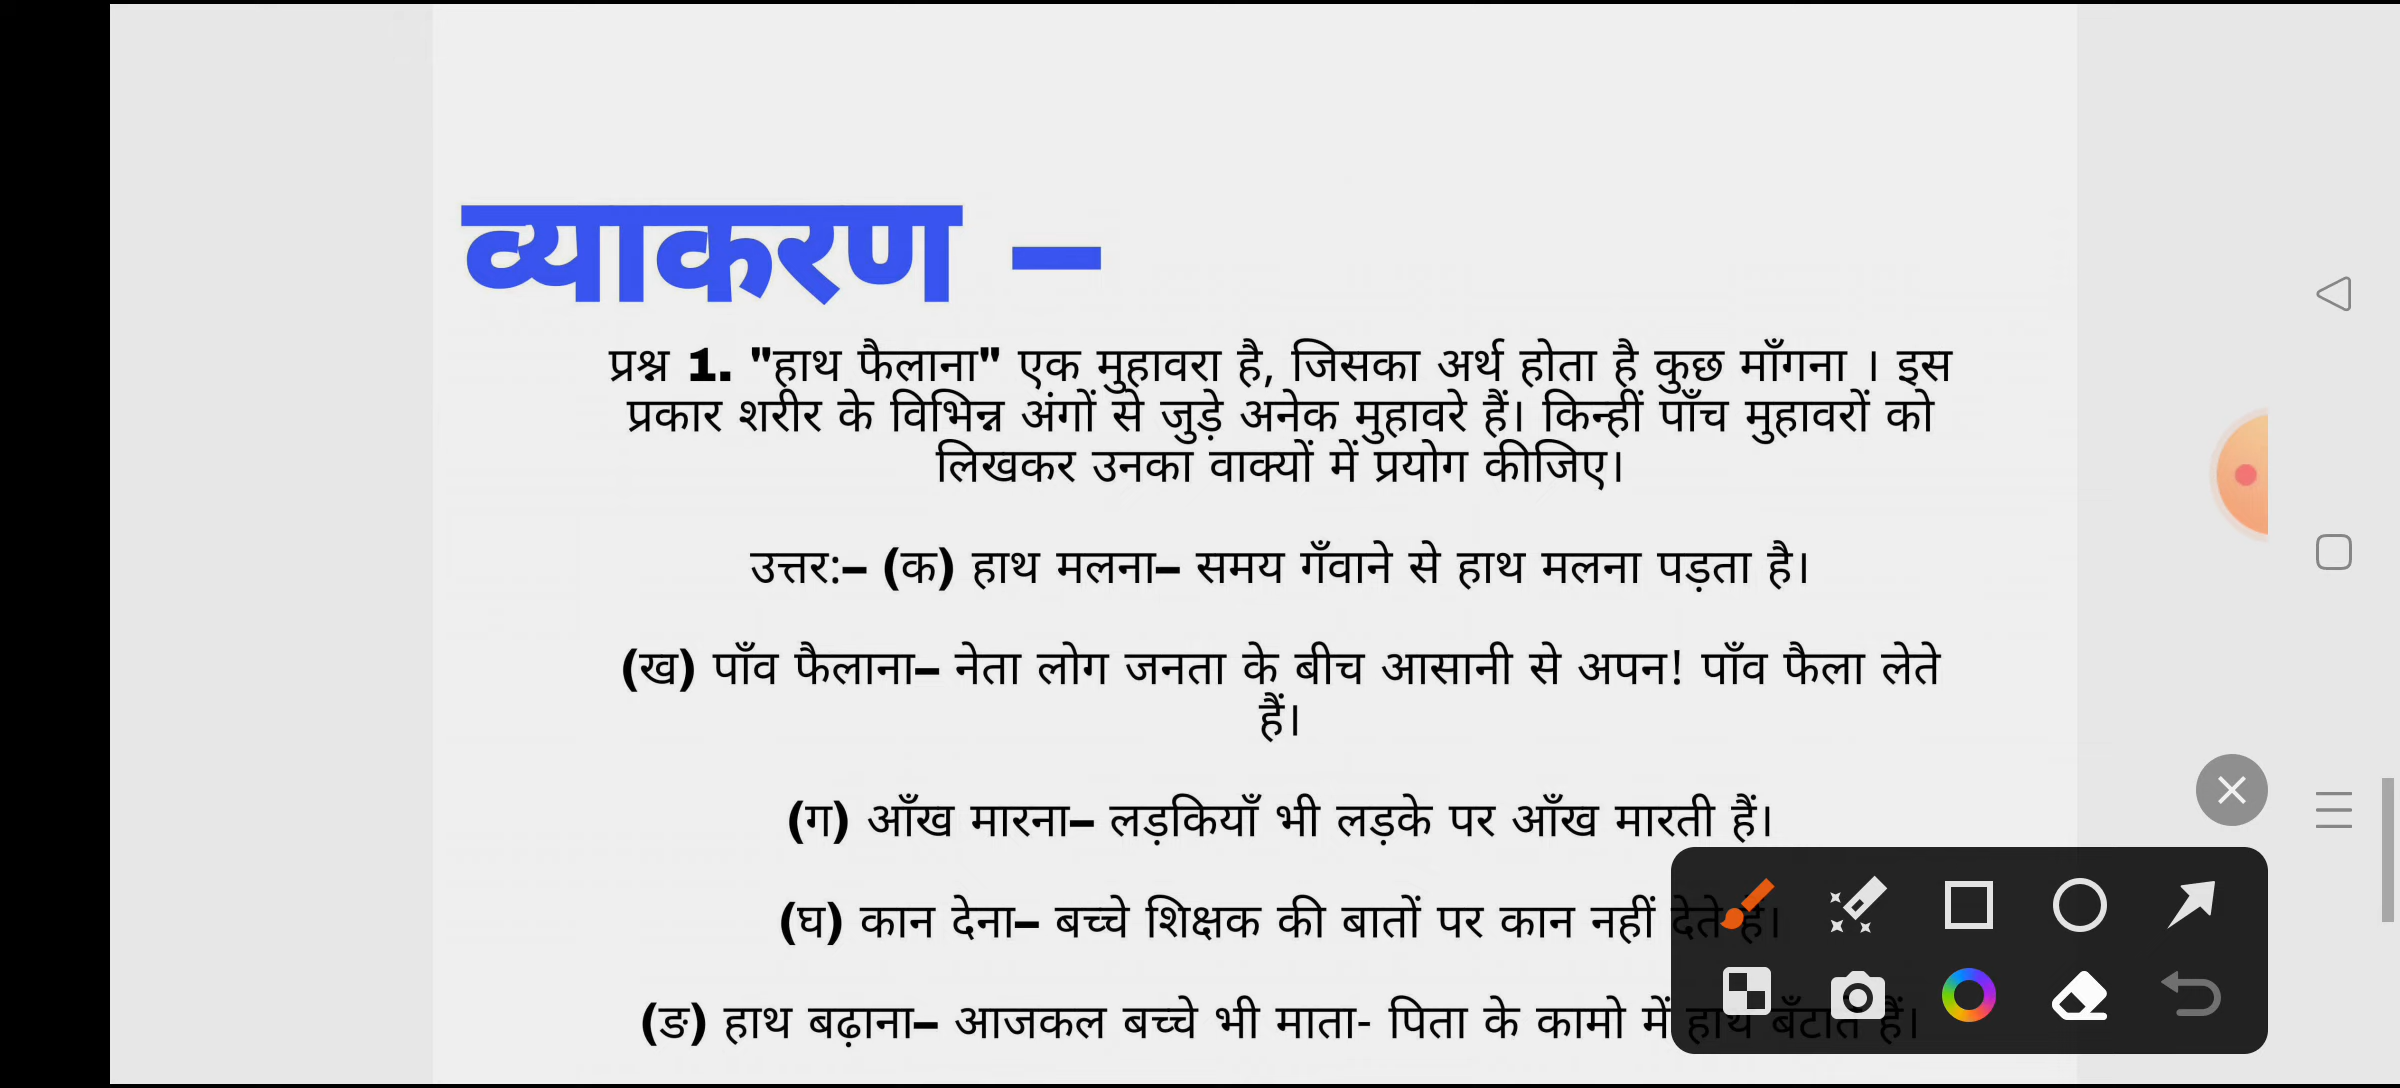 व्याकरण –
प्रश्न 1. "हाथ फैलाना" एक मुहावरा है, जिसका अर्थ होता है कुछ माँगना । इस
प्रकार शरीर के विभिन्न अंगों से जुड़े अनेक मुहावरे हैं। किन्हीं पाँच मुहावरों को
लिखकर उनका वाक्यों में प्रयोग कीजिए।
उत्तर:– (क) हाथ मलना– समय गँवाने से हाथ मलना पड़ता है।
(ख) पाँव फैलाना– नेता लोग जनता के बीच आसानी से अपन! पाँव फैला लेते
हैं।
(ग) आँख मारना– लड़कियाँ भी लड़के पर आँख मारती हैं।
(घ) कान देना– बच्चे शिक्षक की बातों पर कान नहीं देते हैं।
(ङ) हाथ बढ़ाना– आजकल बच्चे भी माता- पिता के कामो में हाथ बँटाते हैं।